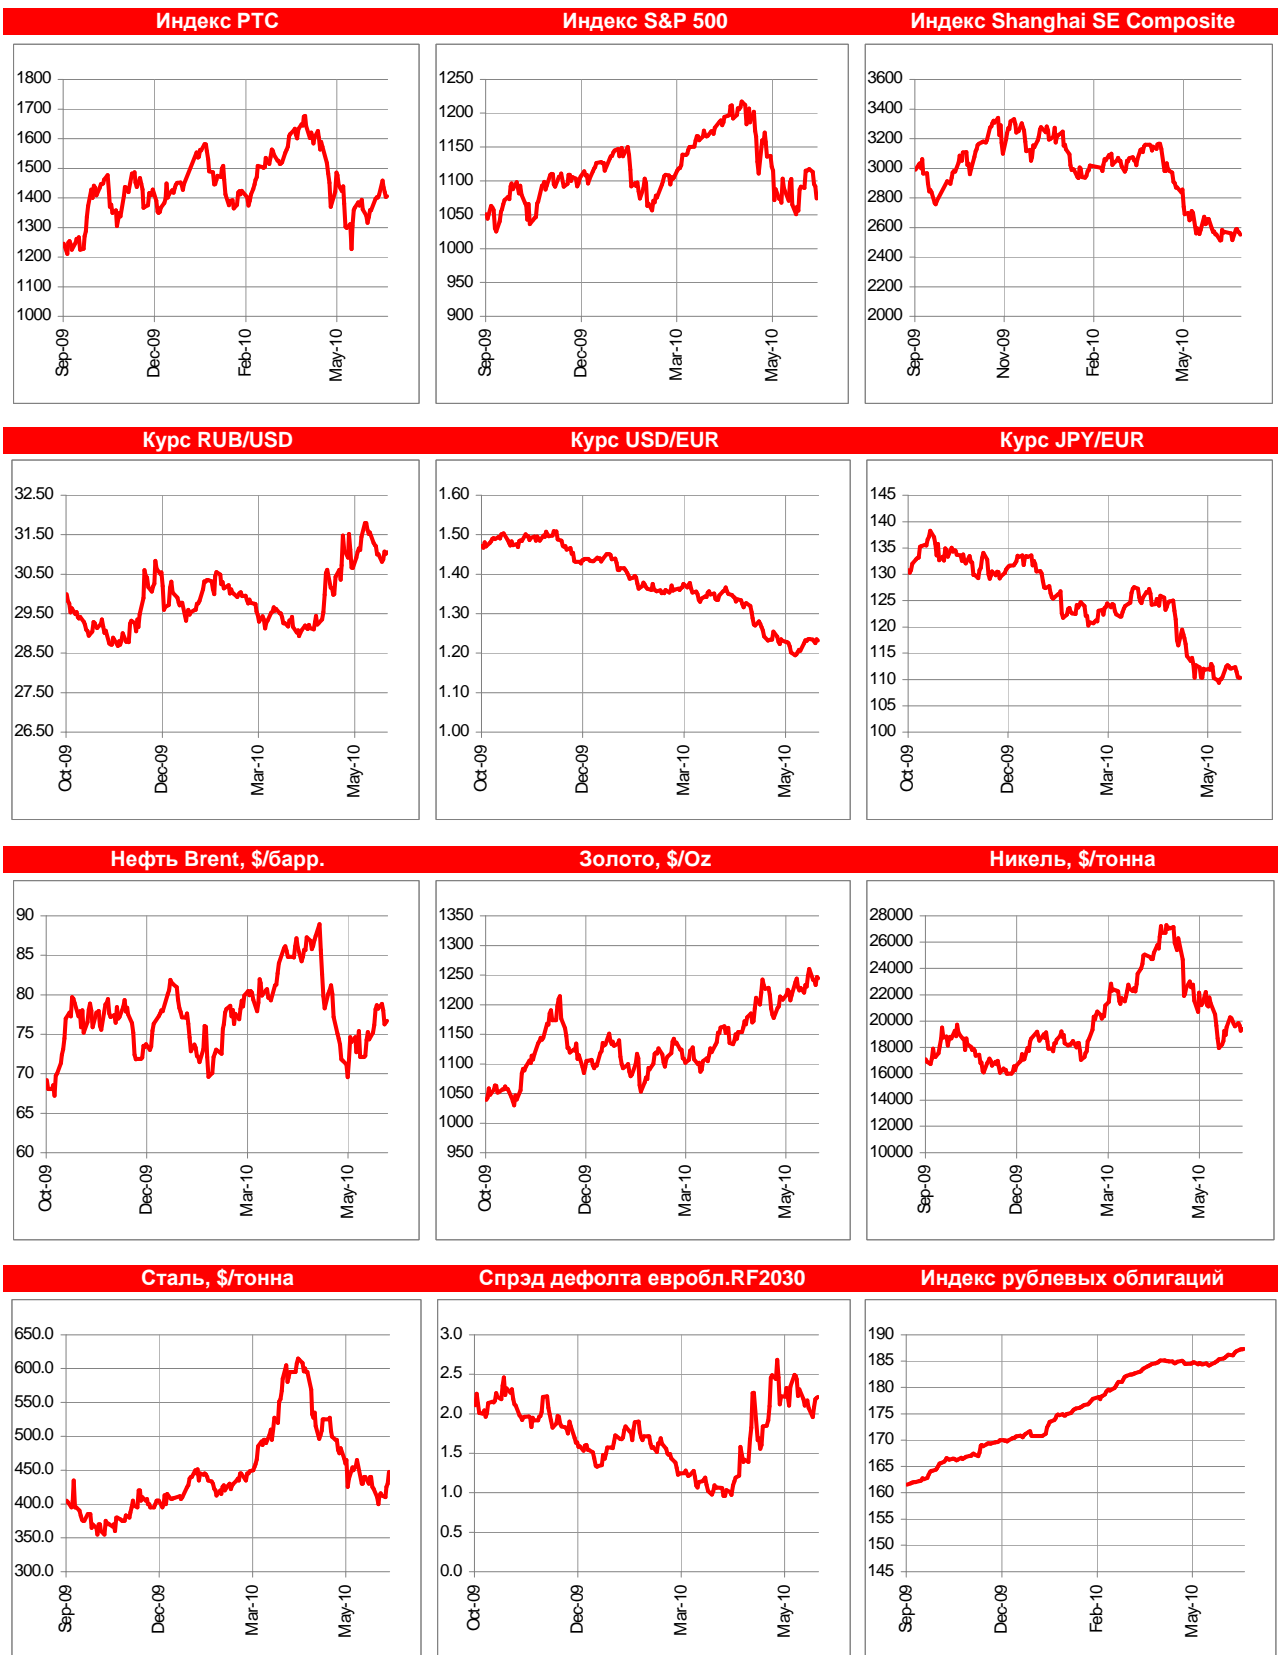 Индекс РТС
Индекс S&P 500
Индекс Shanghai SE Composite
1800
1700
1600
1500
1400
1300
1200
1100
1000
Sep-09
Dec-09
Feb-10
May-10
1250
1200
1150
1100
1050
1000
950
900
Sep-09
Dec-09
Mar-10
May-10
3600
3400
3200
3000
2800
2600
2400
2200
2000
Sep-09
Nov-09
Feb-10
May-10
Курс RUB/USD
Курс USD/EUR
Курс JPY/EUR
32.50
31.50
30.50
29.50
28.50
27.50
26.50
Oct-09
Dec-09
Mar-10
May-10
1.60
1.50
1.40
1.30
1.20
1.10
1.00
Oct-09
Dec-09
Mar-10
May-10
145
140
135
130
125
120
115
110
105
100
Oct-09
Dec-09
Mar-10
May-10
Нефть Brent, $/барр.
Золото, $/Oz
Никель, $/тонна
90
85
80
75
70
65
60
Oct-09
Dec-09
Mar-10
May-10
1350
1300
1250
1200
1150
1100
1050
1000
950
Oct-09
Dec-09
Mar-10
May-10
28000
26000
24000
22000
20000
18000
16000
14000
12000
10000
Sep-09
Dec-09
Mar-10
May-10
Сталь, $/тонна
Спрэд дефолта евробл.RF2030
Индекс рублевых облигаций
650.0
600.0
550.0
500.0
450.0
400.0
350.0
300.0
Sep-09
Dec-09
Mar-10
May-10
3.0
2.5
2.0
1.5
1.0
0.5
0.0
Oct-09
Dec-09
Mar-10
May-10
190
185
180
175
170
165
160
155
150
145
Sep-09
Dec-09
Feb-10
May-10